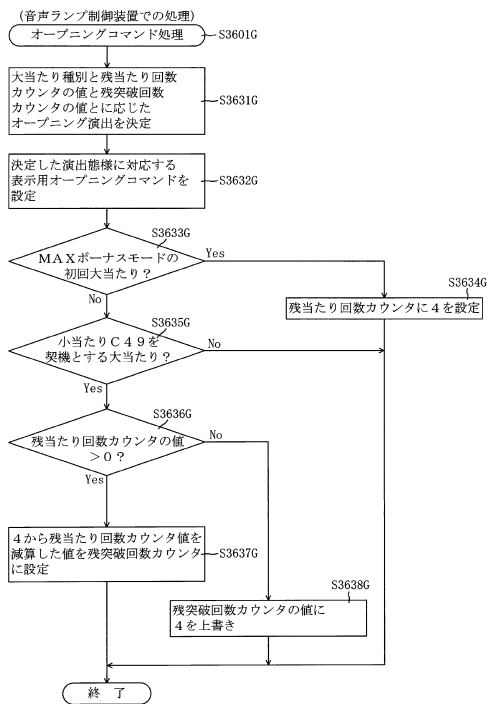 (音声ランプ制御装置での処理)
オープニングコマンド処理
S3601G
大当たり種別と残当たり回数
カウンタの値と残突破回数
カウンタの値とに応じた
オープニング演出を決定
S3631G
決定した演出態様に対応する
表示用オープニングコマンドを
設定
S3632G
S3633G
MAXボーナスモードの
初回大当たり?
Yes
No
S3634G
残当たり回数カウンタに4を設定
S3635G
小当たりC49を
契機とする大当たり?
No
Yes
S3636G
残当たり回数カウンタの値
>0?
No
Yes
4から残当たり回数カウンタ値を
減算した値を残突破回数カウンタ
に設定
S3637G
S3638G
残突破回数カウンタの値に
4を上書き
終 了